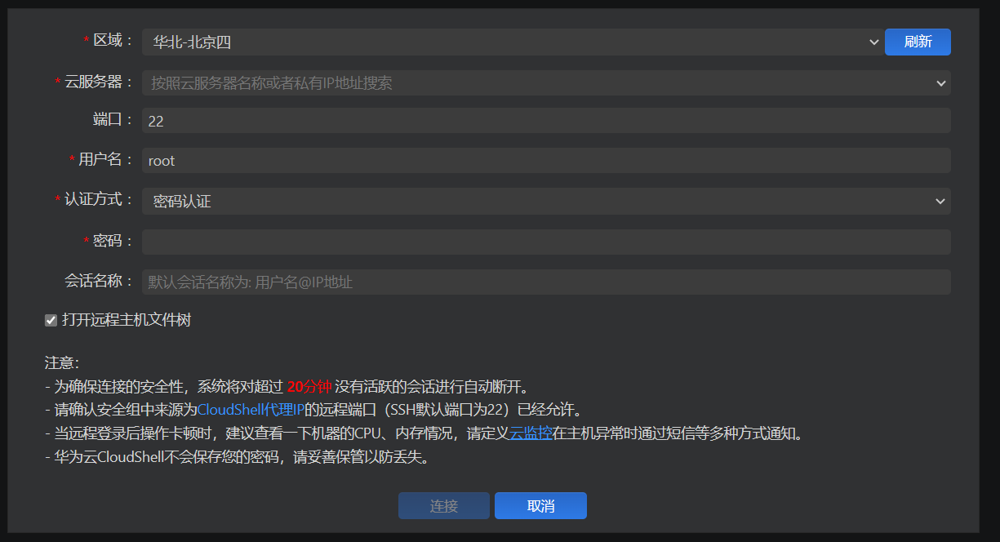 * 区域： 华北-北京四 刷新
* 云服务器： 按照云服务器名称或者私有IP地址搜索
端口： 22
* 用户名： root
* 认证方式： 密码认证
* 密码：
会话名称： 默认会话名称为: 用户名@IP地址
打开远程主机文件树
注意:
- 为确保连接的安全性，系统将对超过 20分钟 没有活跃的会话进行自动断开。
- 请确认安全组中来源为CloudShell代理IP的远程端口（SSH默认端口为22）已经允许。
- 当远程登录后操作卡顿时，建议查看一下机器的CPU、内存情况，请定义云监控在主机异常时通过短信等多种方式通知。
- 华为云CloudShell不会保存您的密码，请妥善保管以防丢失。
连接 取消